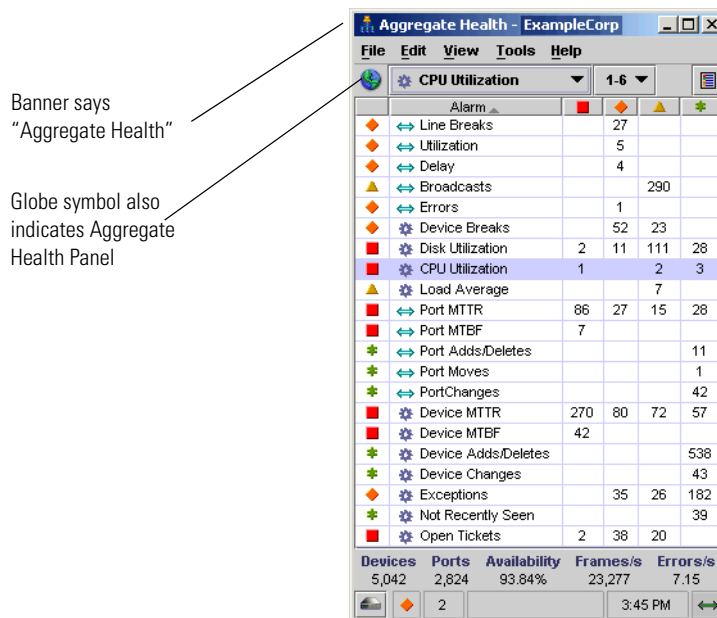 Aggregate Health - ExampleCorp
File Edit View Tools Help
CPU Utilization 1-6
Banner says
“Aggregate Health”
Globe symbol also
indicates Aggregate
Health Panel
Alarm
Line Breaks 27
Utilization 5
Delay 4
Broadcasts 290
Errors 1
Device Breaks 52 23
Disk Utilization 2 11 111 28
CPU Utilization 1 2 3
Load Average 7
Port MTTR 86 27 15 28
Port MTBF 7
Port Adds/Deletes 11
Port Moves 1
PortChanges 42
Device MTTR 270 80 72 57
Device MTBF 42
Device Adds/Deletes 538
Device Changes 43
Exceptions 35 26 182
Not Recently Seen 39
Open Tickets 2 38 20
Devices Ports Availability Frames/s Errors/s
5,042 2,824 93.84% 23,277 7.15
2 3:45 PM